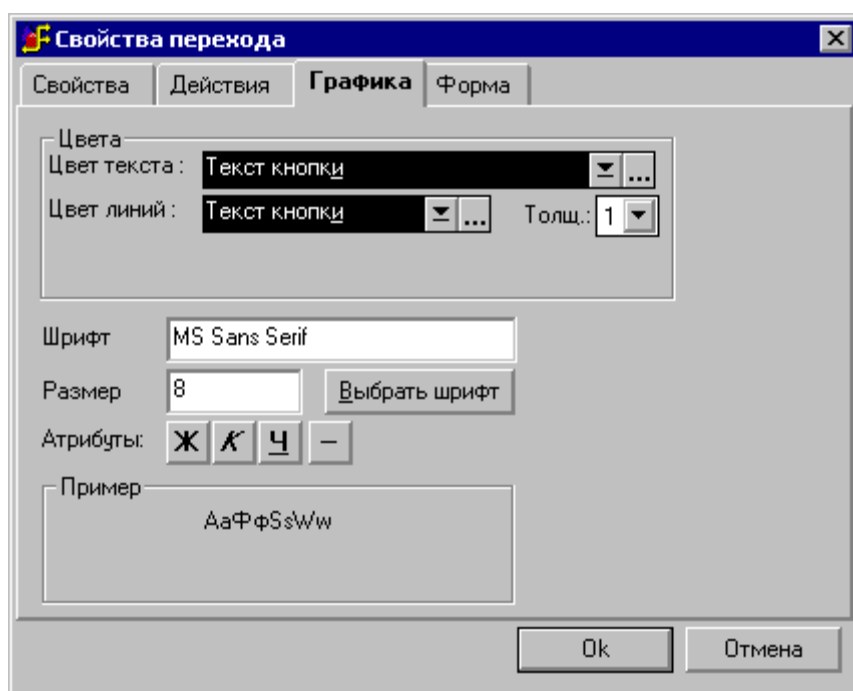 Свойства перехода
Свойства Действия Графика Форма
Цвета
Цвет текста : Текст кнопки ...
Цвет линий : Текст кнопки ... Толщ.: 1
Шрифт MS Sans Serif
Размер 8 Выбрать шрифт
Атрибуты: Ж К Ч –
Пример
АаФфSsWw
Ok Отмена